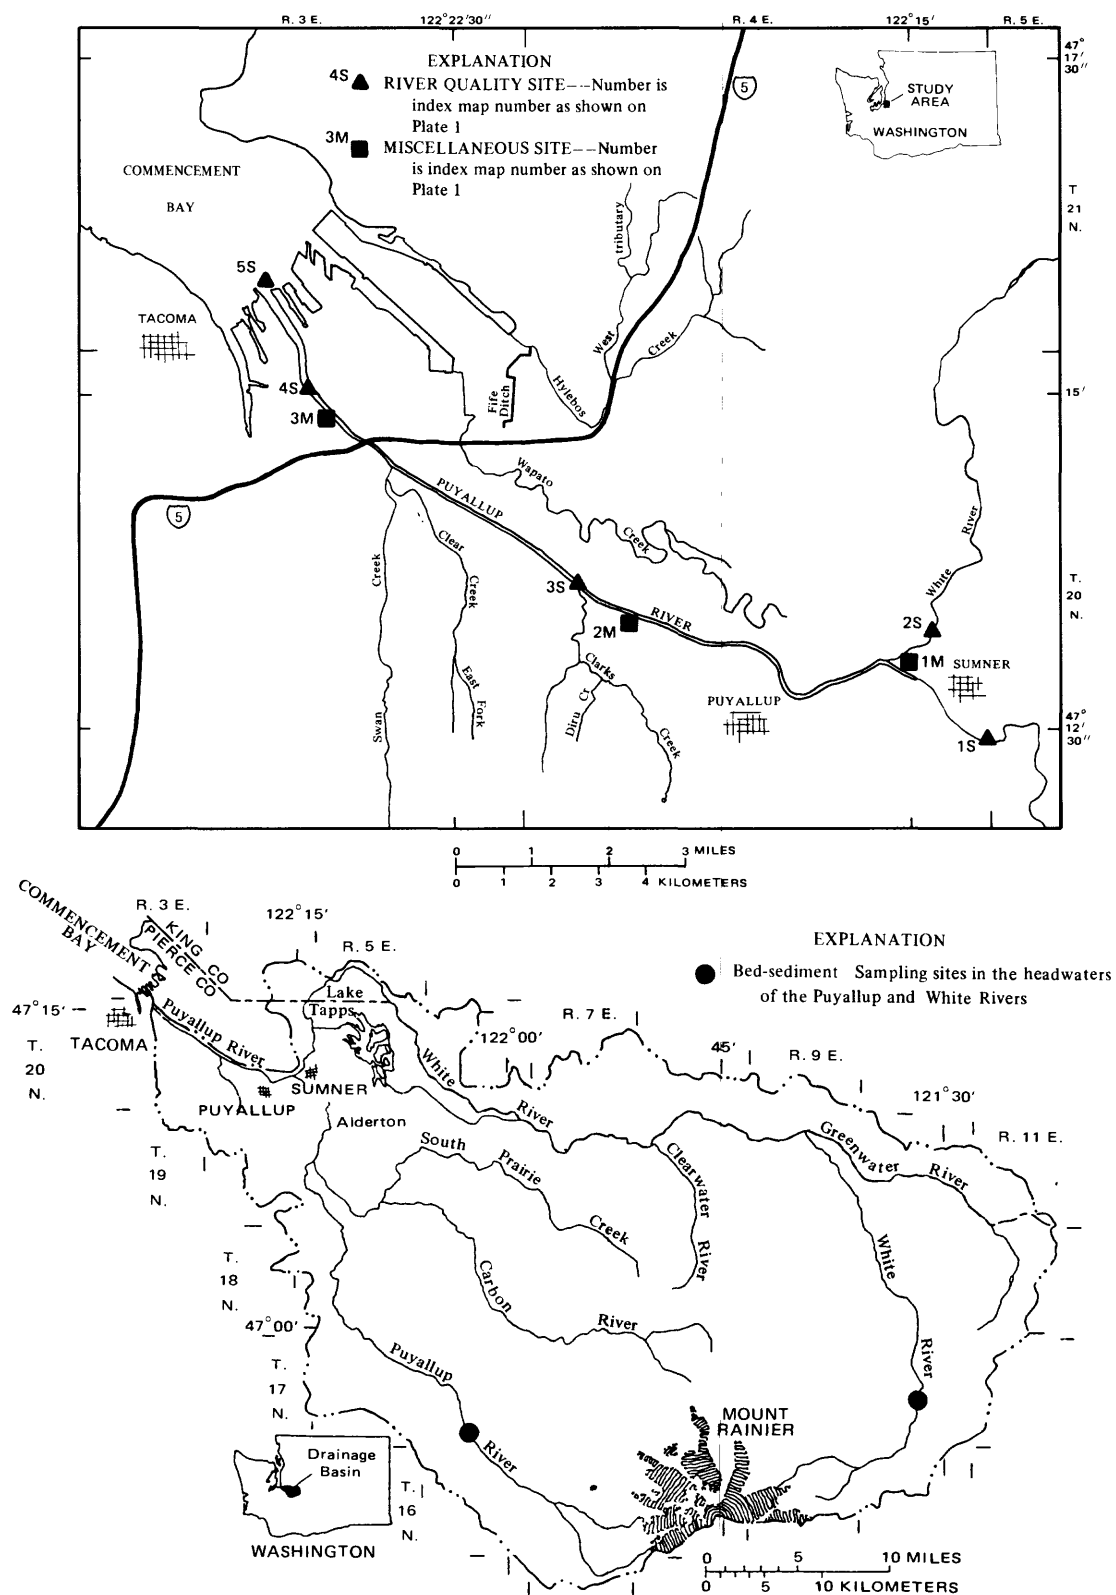 R. 3 E.
122° 22' 30"
R. 4 E.
122° 15'
R. 5 E.
47°
17'
30"
EXPLANATION
4S
RIVER QUALITY SITE---Number is
index map number as shown on
Plate 1
3M
MISCELLANEOUS SITE---Number
is index map number as shown on
Plate 1
5
STUDY
AREA
WASHINGTON
COMMENCEMENT
BAY
T
21
N.
tributary
West
Creek
5S
TACOMA
4S
3M
Fife
Ditch
Hylebos
15'
Wapato
Creek
PUYALLUP
RIVER
5
Creek
Swan
Clear
Creek
East
Fork
3S
2M
Clarks
Creek
Diru Cr
River
White
T.
20
N.
2S
1M
SUMNER
PUYALLUP
1S
47°
12'
30"
0 1 2 3 MILES
0 1 2 3 4 KILOMETERS
COMMENCEMENT
BAY
R. 3 E.
KING CO
PIERCE CO
122° 15'
R. 5 E.
EXPLANATION
Bed-sediment Sampling sites in the headwaters
of the Puyallup and White Rivers
47° 15'
TACOMA
T.
20
N.
Puyallup River
Lake
Tapps
122° 00'
R. 7 E.
45'
R. 9 E.
121° 30'
R. 11 E.
White
River
SUMNER
PUYALLUP
Alderton
T.
19
N.
South
Prairie
Creek
Clearwater
River
Greenwater
River
White
River
T.
18
N.
Carbon
River
47° 00'
T.
17
N.
Puyallup
River
MOUNT
RAINIER
Drainage
Basin
WASHINGTON
T.
16
N.
0 5 10 MILES
0 5 10 KILOMETERS